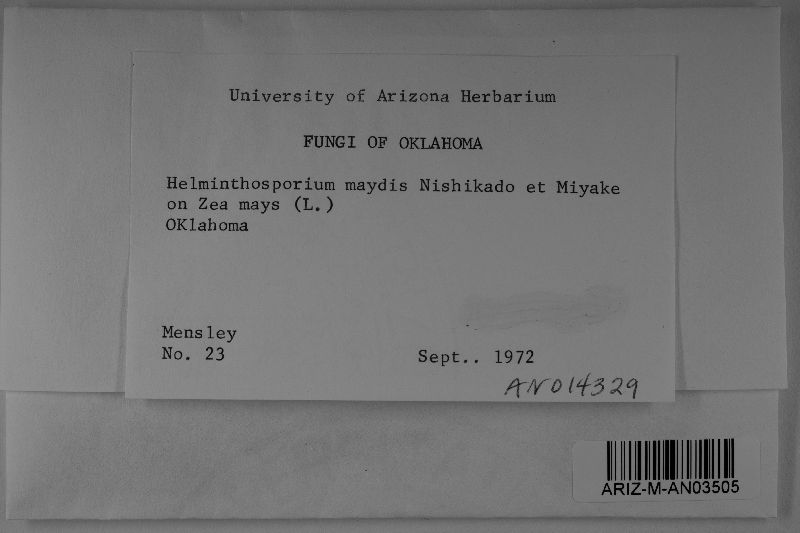 University of Arizona Herbarium
FUNGI OF OKLAHOMA
Helminthosporium maydis Nishikado et Miyake
on Zea mays (L.)
OKlahoma
Mensley
No. 23
Sept.. 1972
AN014329
ARIZ-M-AN03505